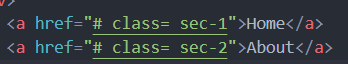 <a href="# class= sec-1">Home</a>
<a href="# class= sec-2">About</a>